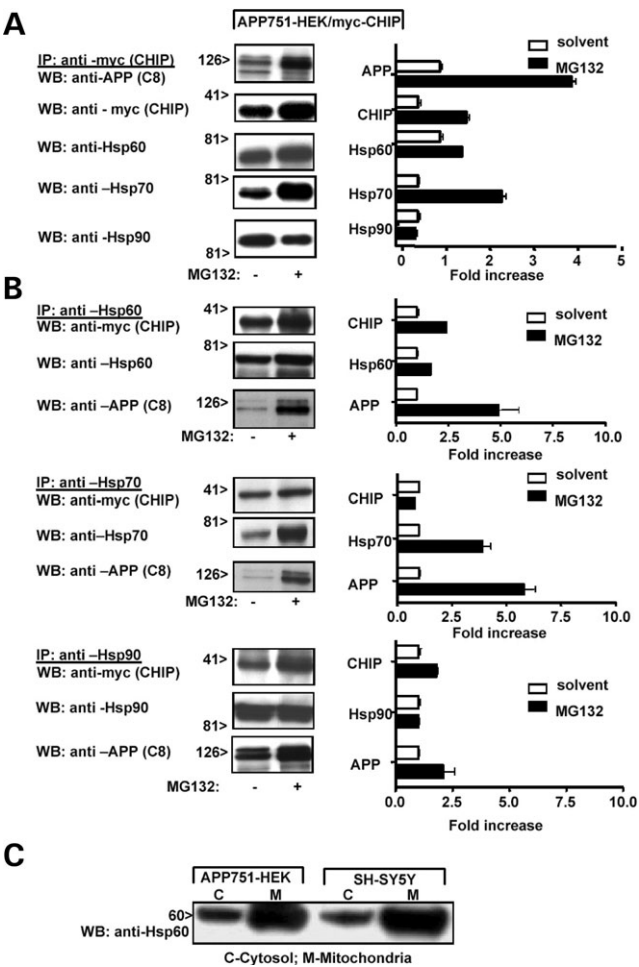 A
APP751-HEK/myc-CHIP
IP: anti -myc (CHIP)
WB: anti-APP (C8)
126>
WB: anti - myc (CHIP)
41>
WB: anti-Hsp60
81>
WB: anti –Hsp70
81>
WB: anti -Hsp90
81>
MG132: - +
solvent
MG132
APP
CHIP
Hsp60
Hsp70
Hsp90
0 1 2 3 4 5
Fold increase
B
IP: anti –Hsp60
WB: anti-myc (CHIP)
41>
WB: anti –Hsp60
81>
WB: anti –APP (C8)
126>
MG132: - +
solvent
MG132
CHIP
Hsp60
APP
0.0 2.5 5.0 7.5 10.0
Fold increase
IP: anti –Hsp70
WB: anti-myc (CHIP)
41>
WB: anti–Hsp70
81>
WB: anti –APP (C8)
126>
MG132: - +
solvent
MG132
CHIP
Hsp70
APP
0.0 2.5 5.0 7.5 10.0
Fold increase
IP: anti –Hsp90
WB: anti-myc (CHIP)
41>
WB: anti -Hsp90
81>
WB: anti –APP (C8)
126>
MG132: - +
solvent
MG132
CHIP
Hsp90
APP
0.0 2.5 5.0 7.5 10.0
Fold increase
C
APP751-HEK SH-SY5Y
C M C M
60>
WB: anti-Hsp60
C-Cytosol; M-Mitochondria